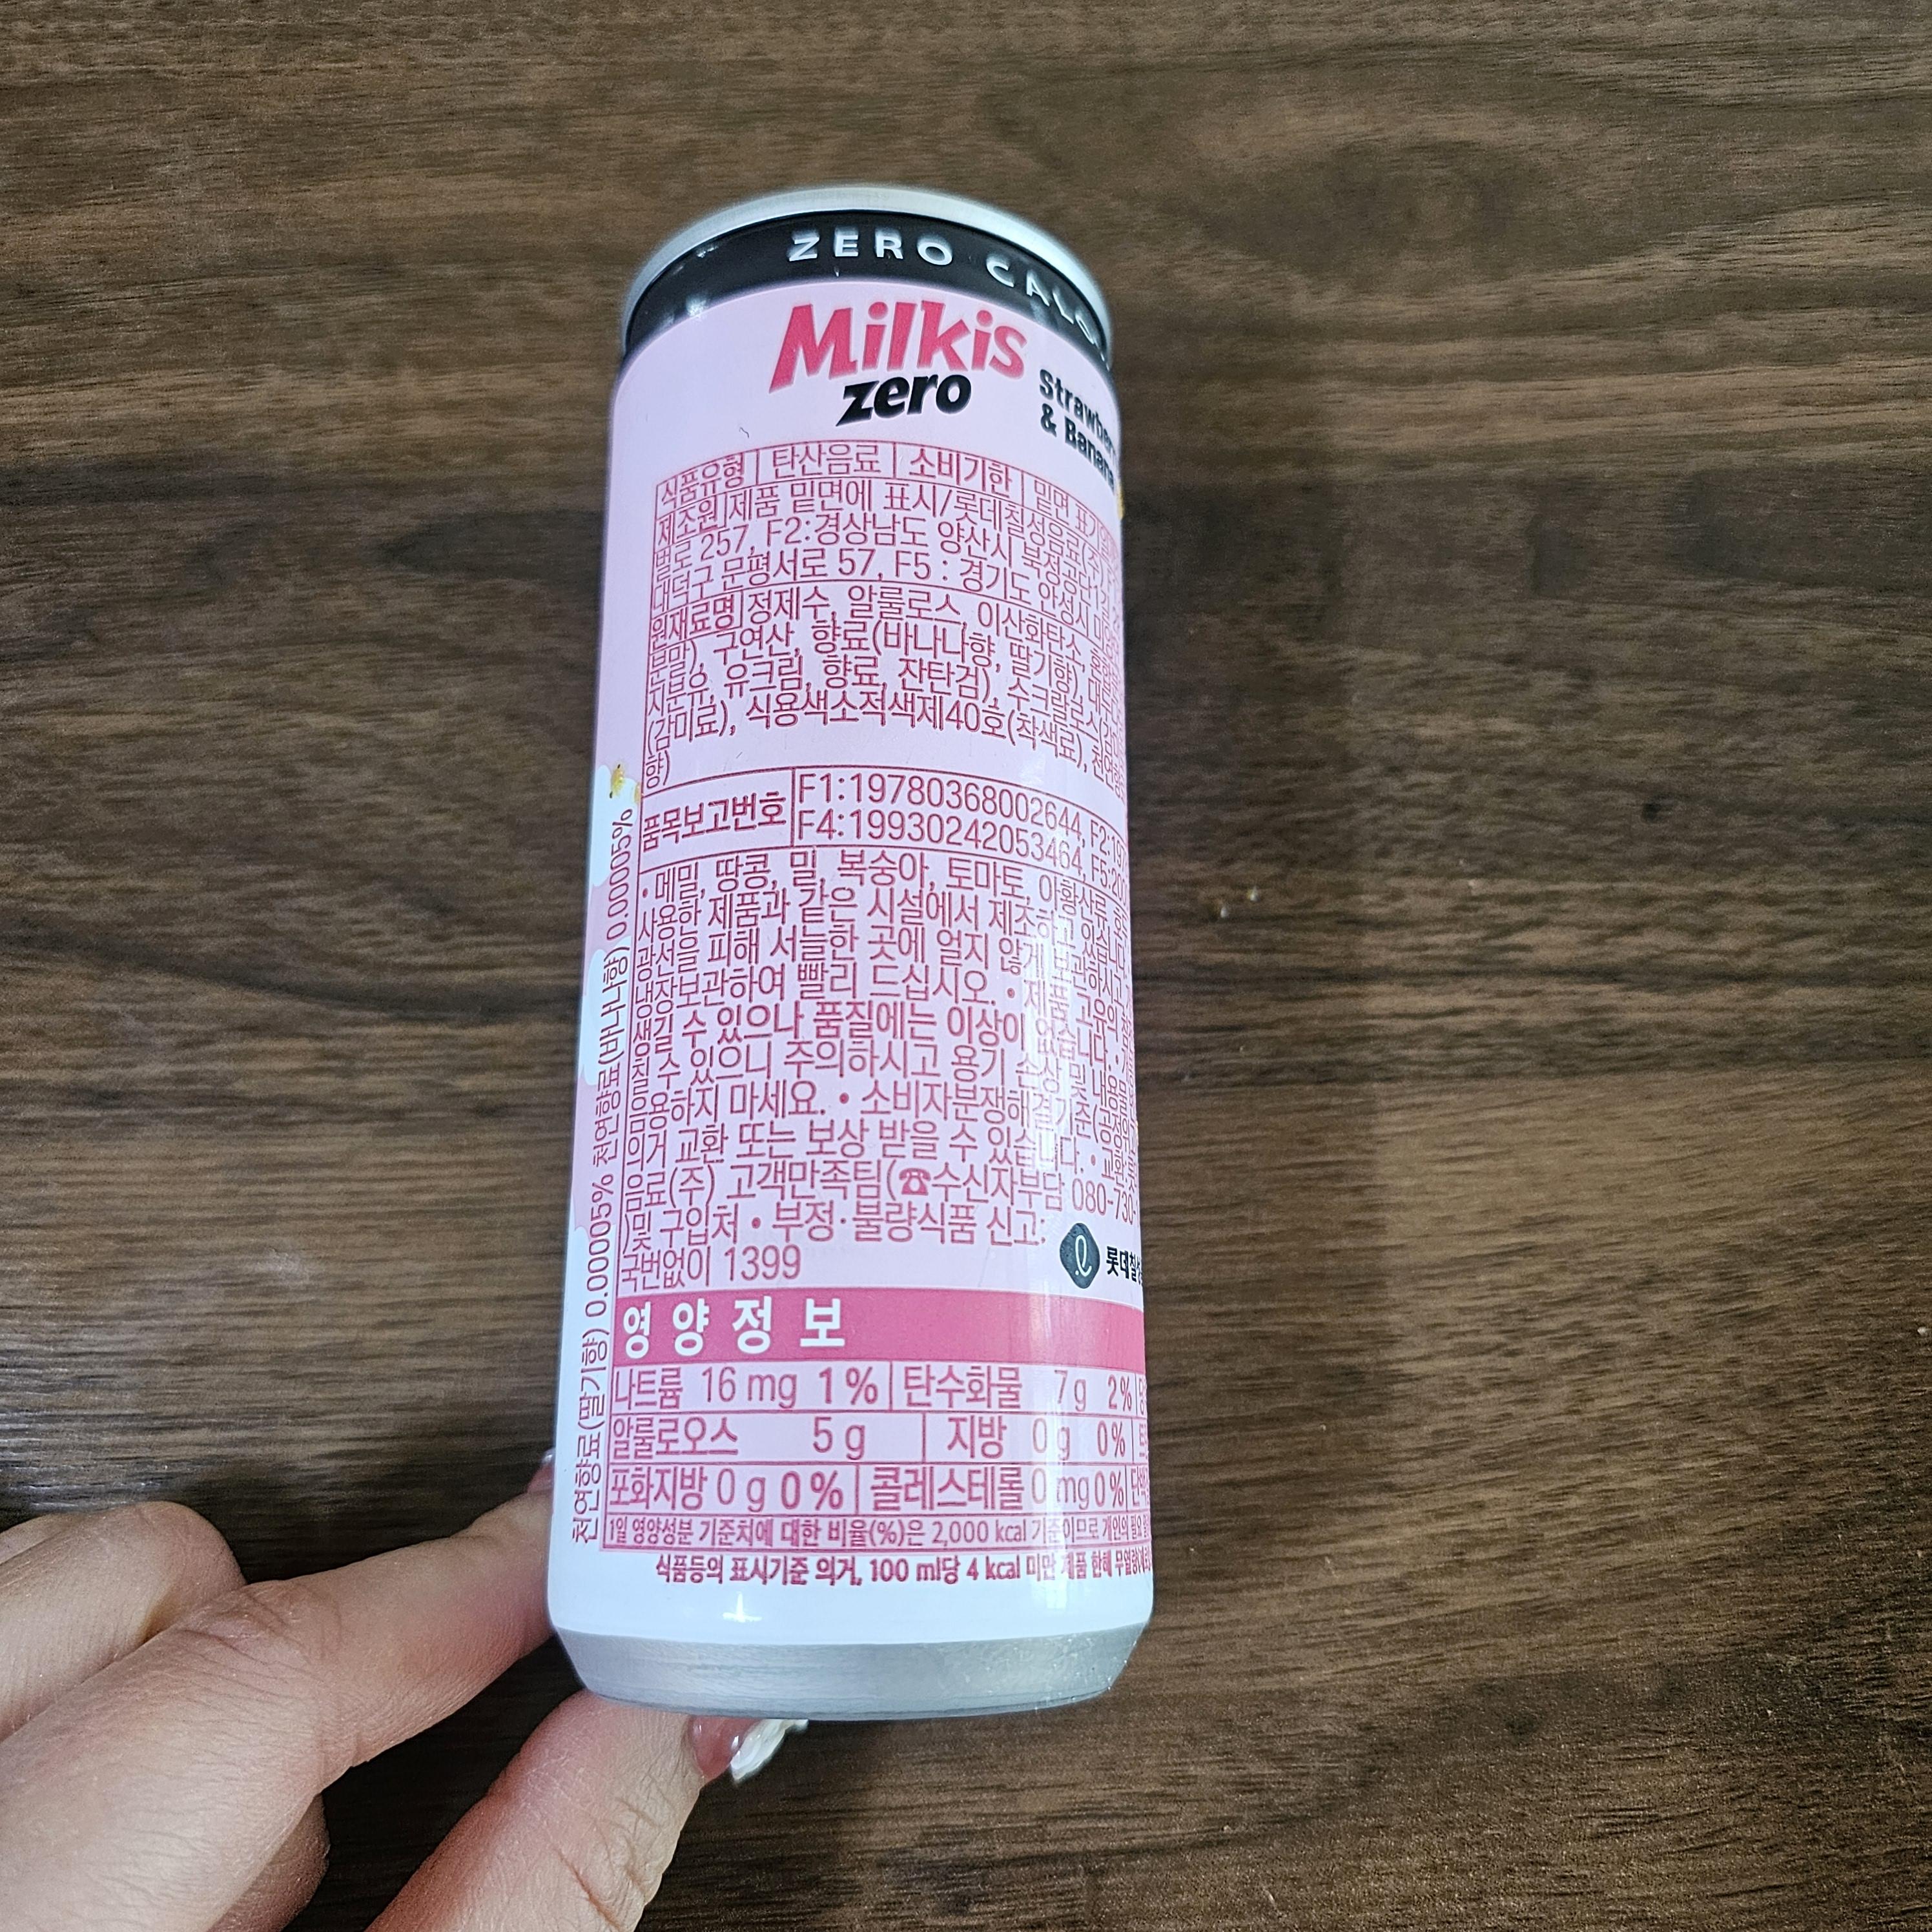 ZERO CALO
Milkis
zero
Strawber
& Banana
식품유형 탄산음료 소비기한 밑면 표기
제조원 제품 밑면에 표시/롯데칠성음료(주)
벌로 257, F2:경상남도 양산시 북정공단1길
대덕구 문평서로 57, F5 : 경기도 안성시
원재료명 정제수, 알룰로스, 이산화탄소,
분말), 구연산, 향료(바나나향, 딸기향),
지분유, 유크림, 향료, 잔탄검), 수크랄로스
(감미료), 식용색소적색제40호(착색료), 천연향료
향)
품목보고번호 F1:19780368002644, F2:197
F4:19930242053464, F5:200
• 메밀, 땅콩, 밀, 복숭아, 토마토, 아황산류
사용한 제품과 같은 시설에서 제조하고 있습니다.
광선을 피해 서늘한 곳에 얼지 않게 보관하시고
냉장보관하여 빨리 드십시오. • 제품 고유의
생길 수 있으나 품질에는 이상이 없습니다. •
질 수 있으니 주의하시고 용기 손상 및 내용물
음용하지 마세요. • 소비자분쟁해결기준(공정위
의거 교환 또는 보상 받을 수 있습니다. • 교환
음료(주) 고객만족팀(☎수신자부담 080-730-
)및 구입처 • 부정·불량식품 신고:
국번없이 1399
롯데칠성
영양정보
나트륨 16 mg 1% 탄수화물 7 g 2%
알룰로오스 5 g 지방 0 g 0%
포화지방 0 g 0% 콜레스테롤 0 mg 0%
1일 영양성분 기준치에 대한 비율(%)은 2,000 kcal 기준이므로 개인의 필요
식품등의 표시기준 의거, 100 ml당 4 kcal 미만 제품 한해 무열량
천연향료(딸기향) 0.00005% 천연향료(바나나향) 0.00005%